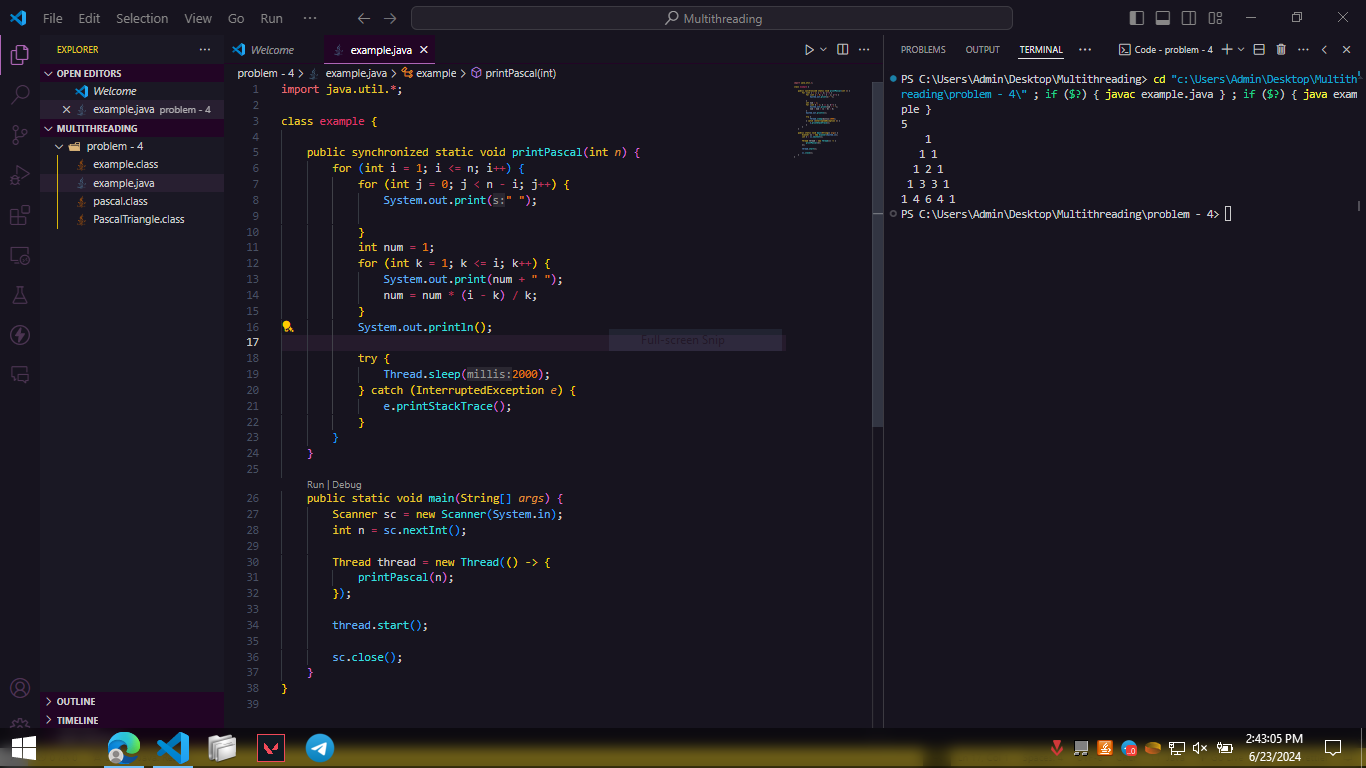 File Edit Selection View Go Run ··· Multithreading
EXPLORER ···
OPEN EDITORS
Welcome
example.java problem - 4
MULTITHREADING
problem - 4
example.class
example.java
pascal.class
PascalTriangle.class
OUTLINE
TIMELINE
Welcome example.java
problem - 4 > example.java > example > printPascal(int)
1 import java.util.*;
2
3 class example {
4
5 public synchronized static void printPascal(int n) {
6 for (int i = 1; i <= n; i++) {
7 for (int j = 0; j < n - i; j++) {
8 System.out.print(s:" ");
9
10 }
11 int num = 1;
12 for (int k = 1; k <= i; k++) {
13 System.out.print(num + " ");
14 num = num * (i - k) / k;
15 }
16 System.out.println();
17
Full-screen Snip
18 try {
19 Thread.sleep(millis:2000);
20 } catch (InterruptedException e) {
21 e.printStackTrace();
22 }
23 }
24 }
25
Run | Debug
26 public static void main(String[] args) {
27 Scanner sc = new Scanner(System.in);
28 int n = sc.nextInt();
29
30 Thread thread = new Thread(() -> {
31 printPascal(n);
32 });
33
34 thread.start();
35
36 sc.close();
37 }
38 }
39
PROBLEMS OUTPUT TERMINAL ··· Code - problem - 4
PS C:\Users\Admin\Desktop\Multithreading> cd "c:\Users\Admin\Desktop\Multith
reading\problem - 4\" ; if ($?) { javac example.java } ; if ($?) { java exam
ple }
5
1
1 1
1 2 1
1 3 3 1
1 4 6 4 1
PS C:\Users\Admin\Desktop\Multithreading\problem - 4>
2:43:05 PM
6/23/2024